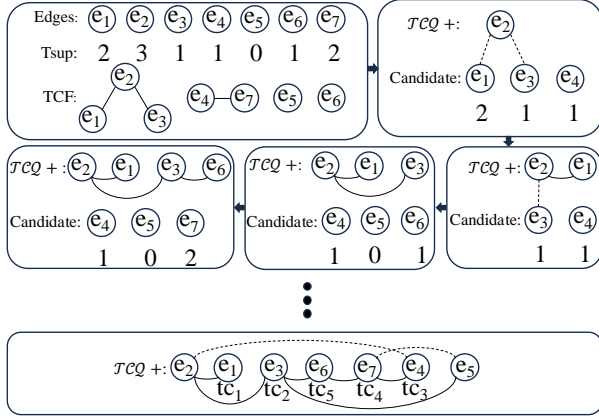 Edges: e1 e2 e3 e4 e5 e6 e7
Tsup: 2 3 1 1 0 1 2
TCF: e1 e2 e3 e4 e7 e5 e6
TCQ +: e2
Candidate: e1 e3 e4
2 1 1
TCQ +: e2 e1
Candidate: e3 e4
1 1
TCQ +: e2 e1 e3
Candidate: e4 e5 e6
1 0 1
TCQ +: e2 e1 e3 e6
Candidate: e4 e5 e7
1 0 2
TCQ +: e2 e1 e3 e6 e7 e4 e5
tc1 tc2 tc5 tc4 tc3